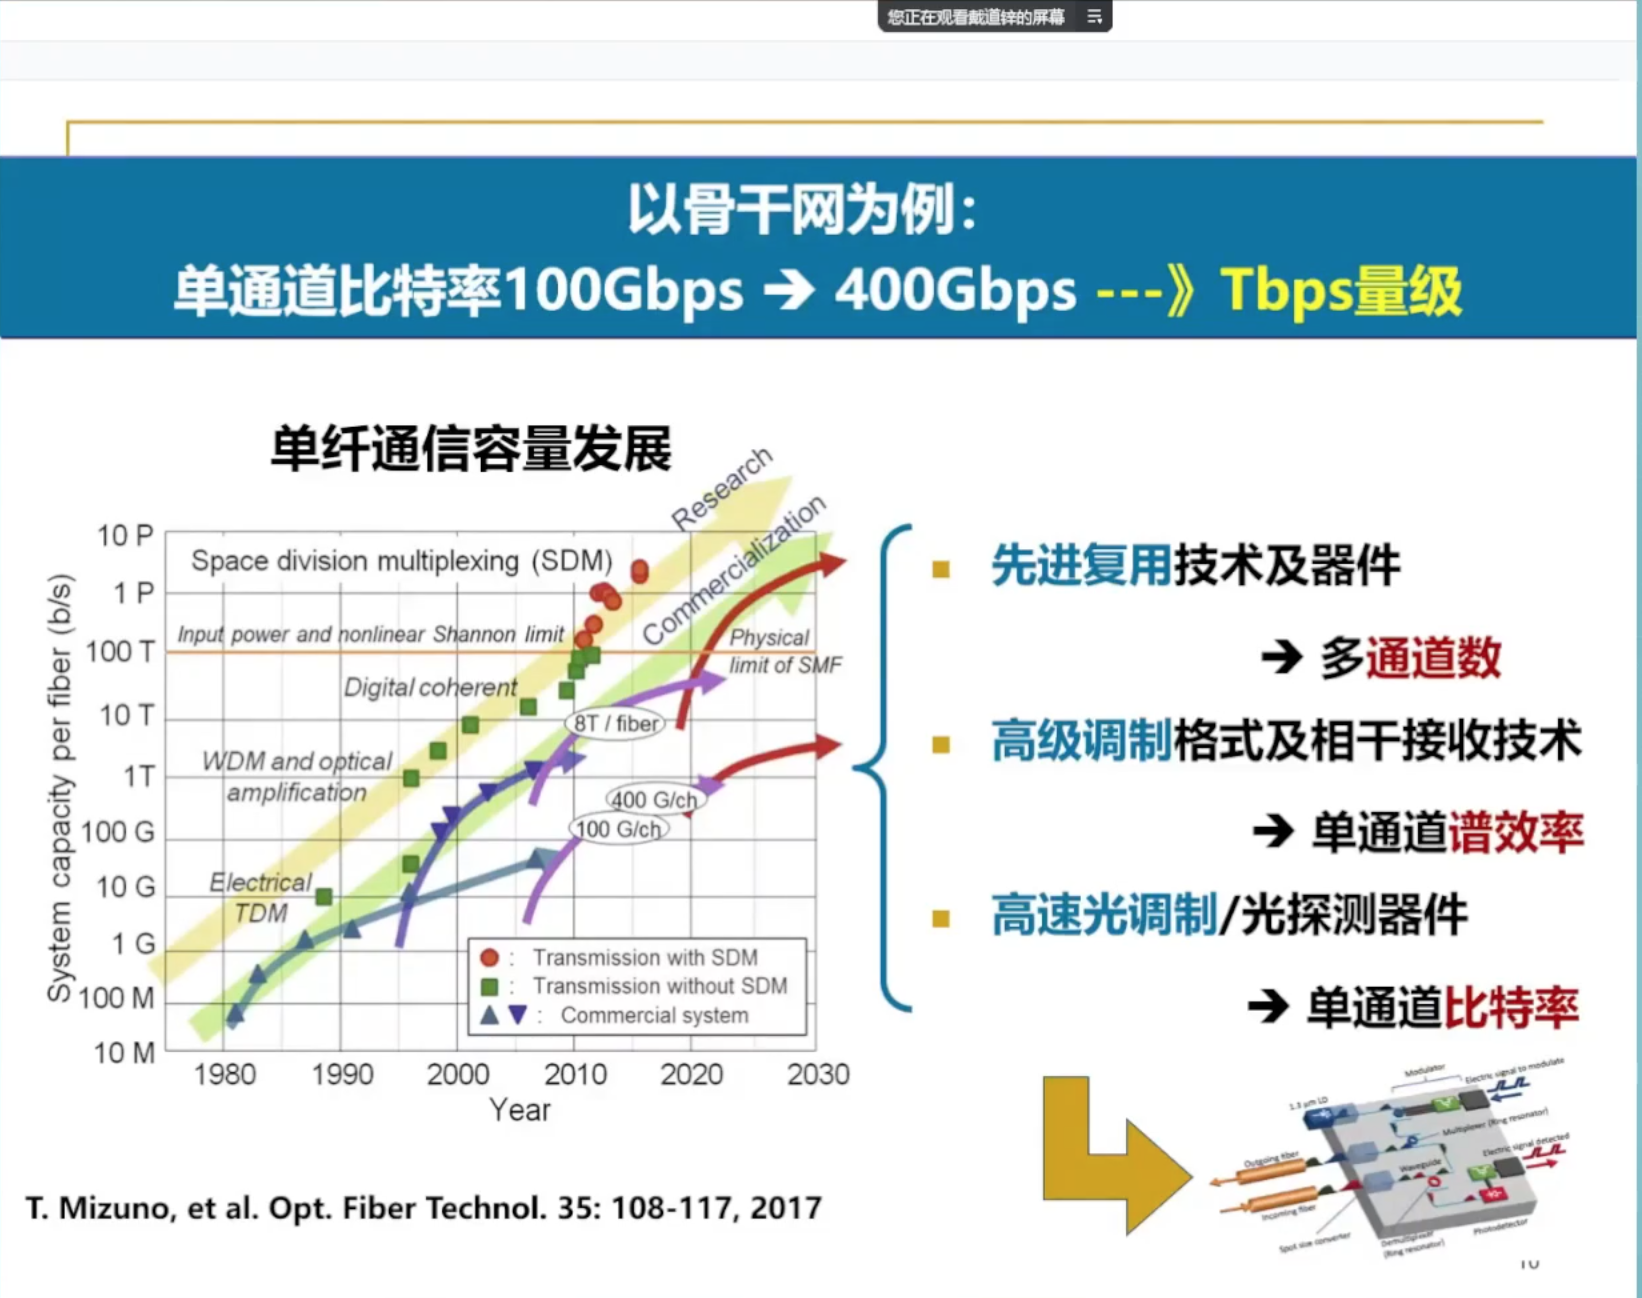 您正在观看戴道锌的屏幕
以骨干网为例：
单通道比特率100Gbps ➔ 400Gbps ---》Tbps量级
单纤通信容量发展
Research
Commercialization
10 P
1 P
100 T
10 T
1T
100 G
10 G
1 G
100 M
10 M
System capacity per fiber (b/s)
Space division multiplexing (SDM)
Input power and nonlinear Shannon limit
Physical
limit of SMF
Digital coherent
8T / fiber
WDM and optical
amplification
400 G/ch
100 G/ch
Electrical
TDM
● : Transmission with SDM
■ : Transmission without SDM
▲ ▼ : Commercial system
1980 1990 2000 2010 2020 2030
Year
T. Mizuno, et al. Opt. Fiber Technol. 35: 108-117, 2017
■ 先进复用技术及器件
➔ 多通道数
■ 高级调制格式及相干接收技术
➔ 单通道谱效率
■ 高速光调制/光探测器件
➔ 单通道比特率
Modulator
Electric signal to modulate
1.3 μm LD
Multiplexer (Ring resonator)
Electric signal detected
Outgoing fiber
Waveguide
Incoming fiber
Spot size converter
Demultiplexer
(Ring resonator)
Photodetector